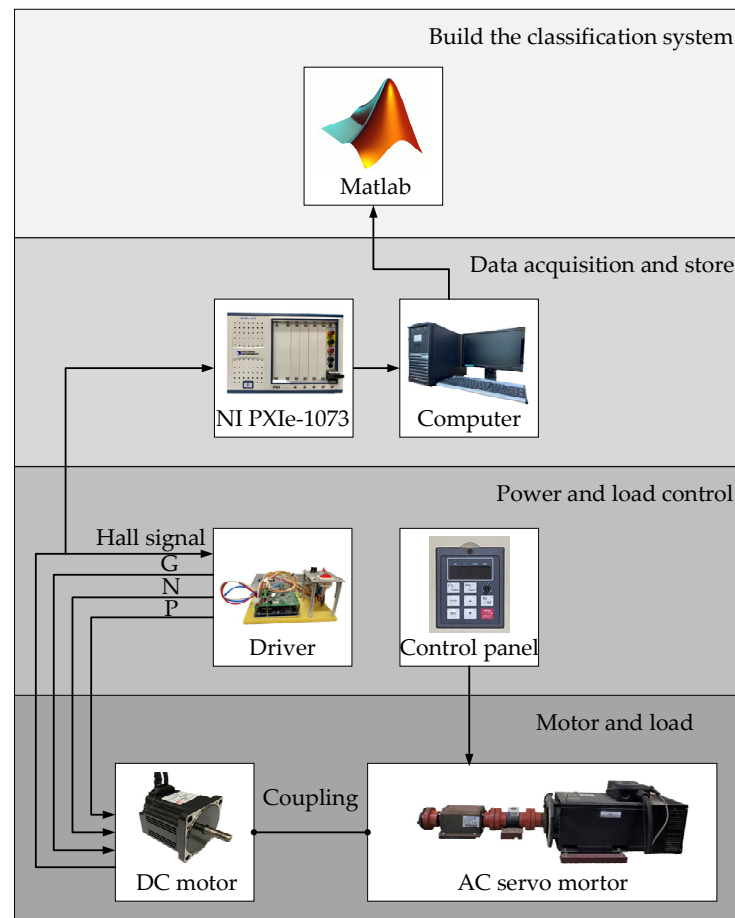 Build the classification system
Matlab
Data acquisition and store
NI PXIe-1073
Computer
Power and load control
Hall signal
G
N
P
Driver
Control panel
Motor and load
Coupling
DC motor
AC servo mortor